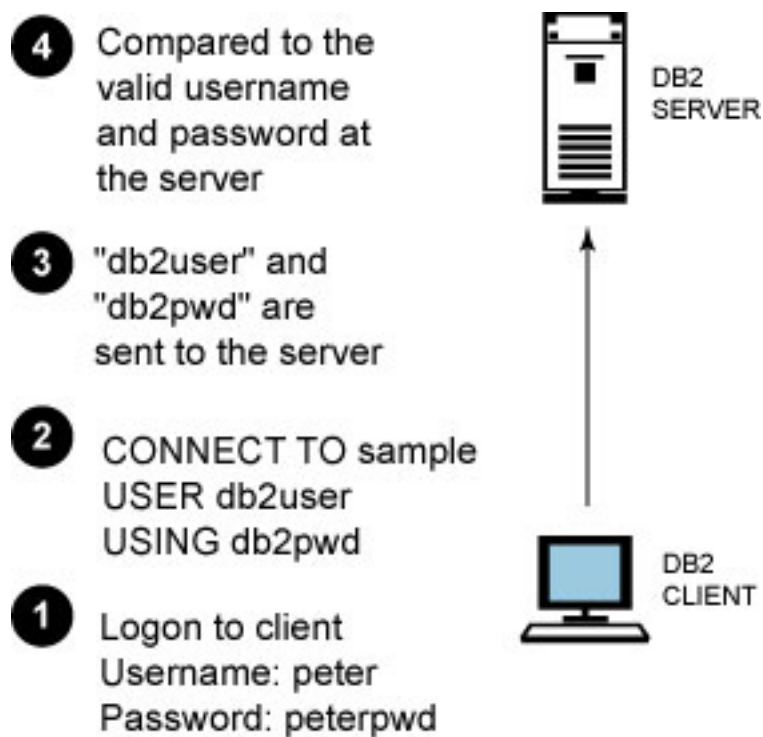 4 Compared to the
valid username
and password at
the server
DB2
SERVER
3 "db2user" and
"db2pwd" are
sent to the server
2 CONNECT TO sample
USER db2user
USING db2pwd
DB2
CLIENT
1 Logon to client
Username: peter
Password: peterpwd